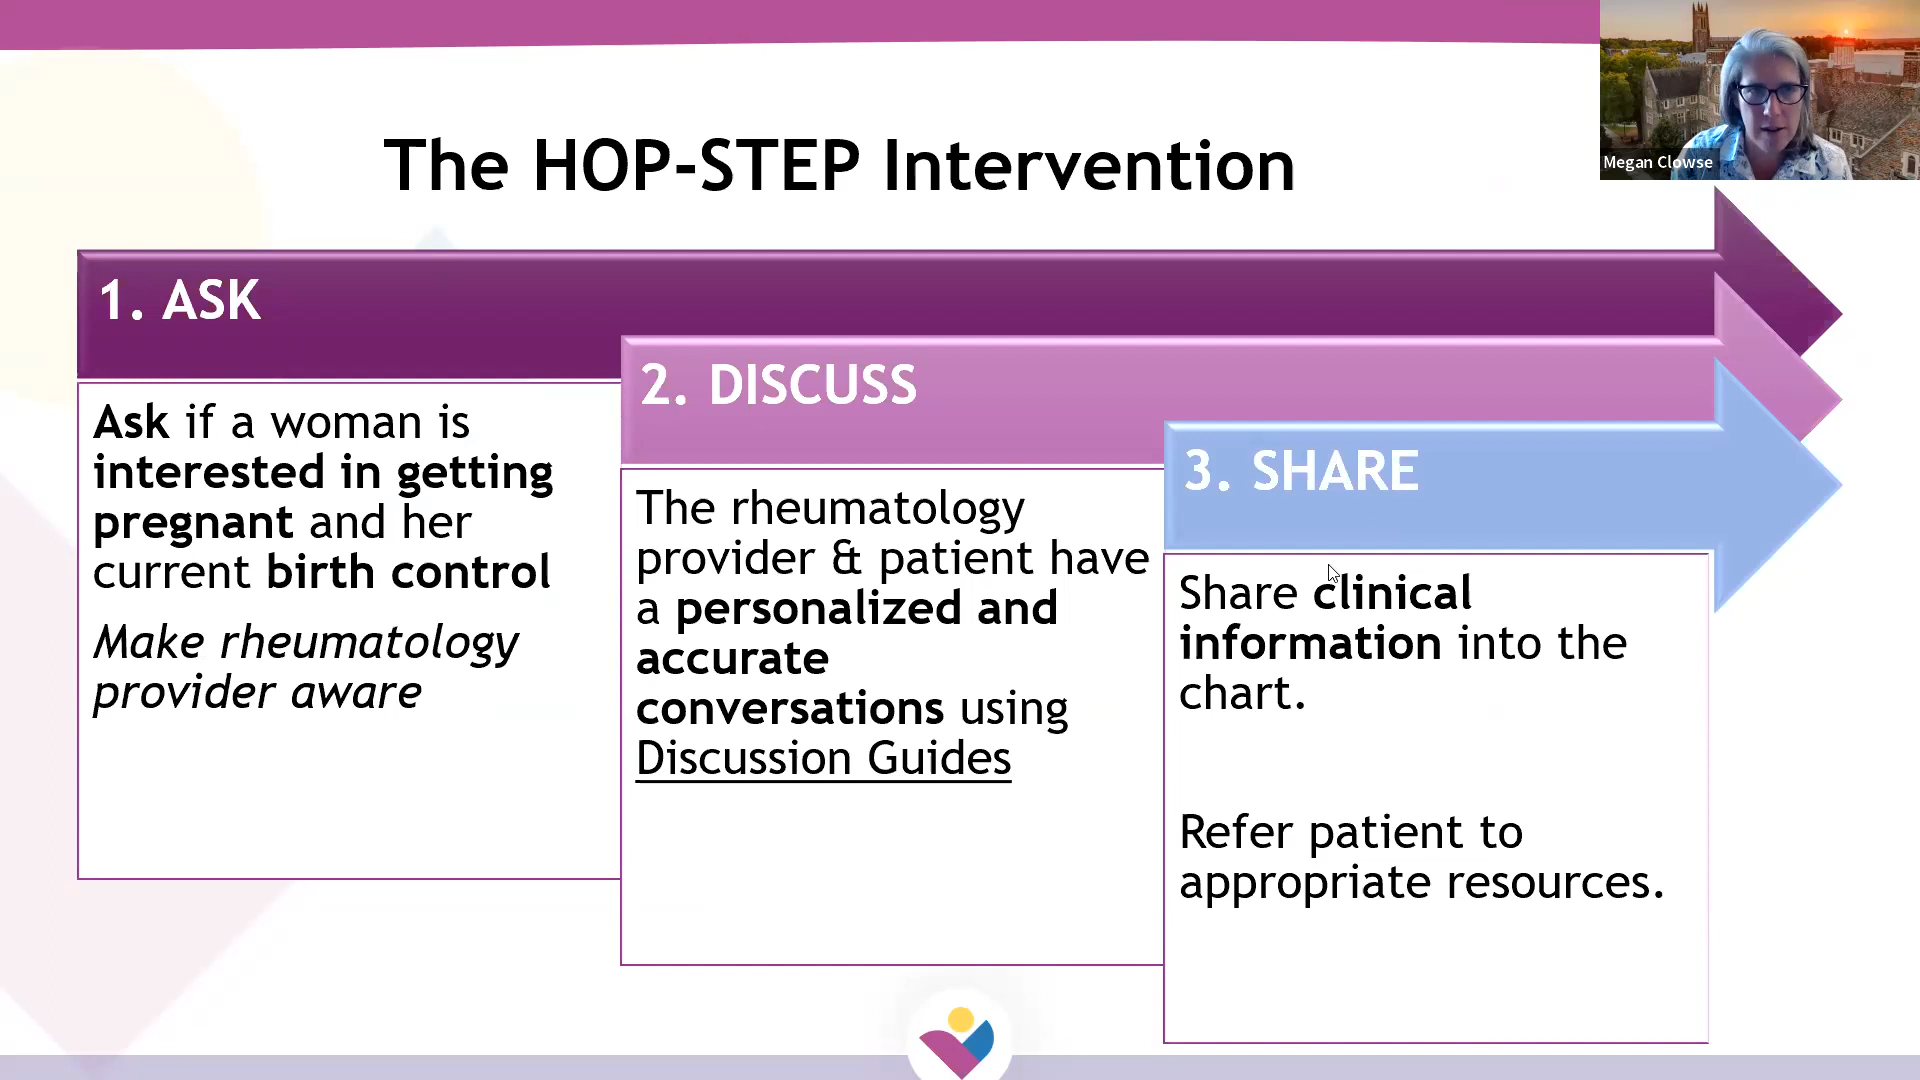 The HOP-STEP Intervention
Megan Clowse
1. ASK
Ask if a woman is
interested in getting
pregnant and her
current birth control
Make rheumatology
provider aware
2. DISCUSS
The rheumatology
provider & patient have
a personalized and
accurate
conversations using
Discussion Guides
3. SHARE
Share clinical
information into the
chart.
Refer patient to
appropriate resources.